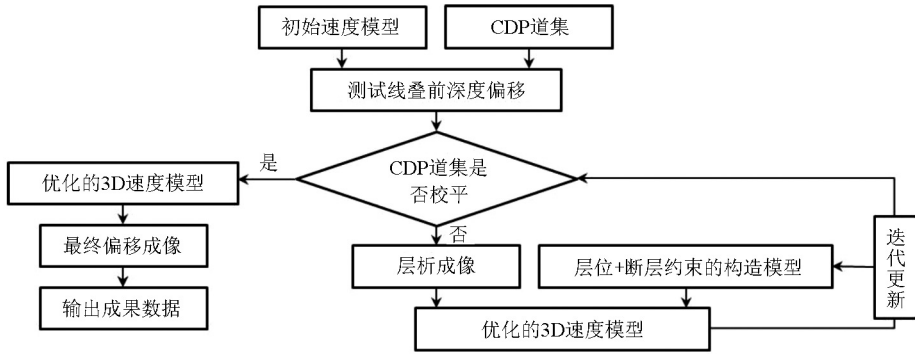 初始速度模型
CDP道集
测试线叠前深度偏移
CDP道集是
否校平
是
优化的3D速度模型
最终偏移成像
输出成果数据
否
层析成像
层位+断层约束的构造模型
优化的3D速度模型
迭代更新